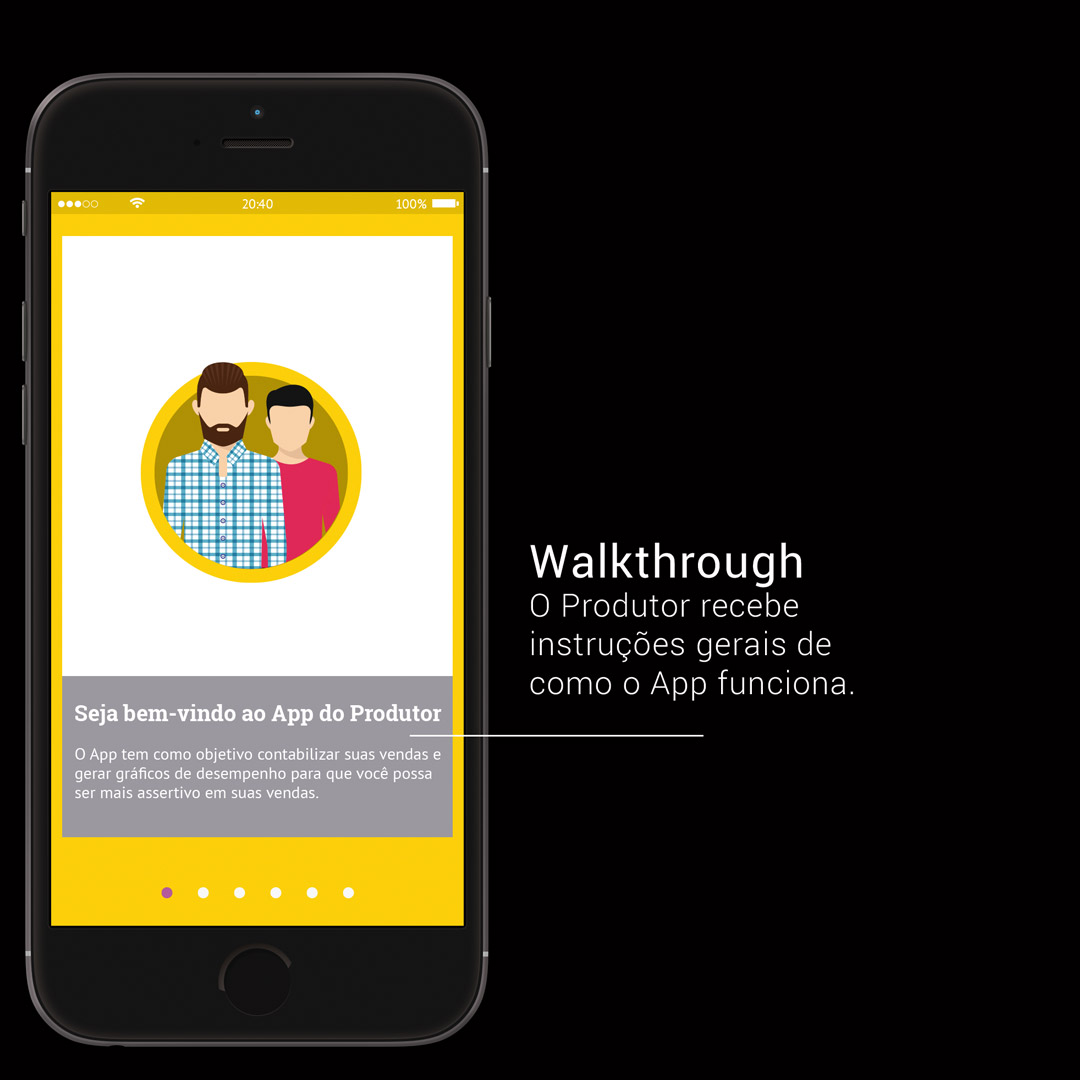 20:40
100%
Seja bem-vindo ao App do Produtor
O App tem como objetivo contabilizar suas vendas e
gerar gráficos de desempenho para que você possa
ser mais assertivo em suas vendas.
Walkthrough
O Produtor recebe
instruções gerais de
como o App funciona.